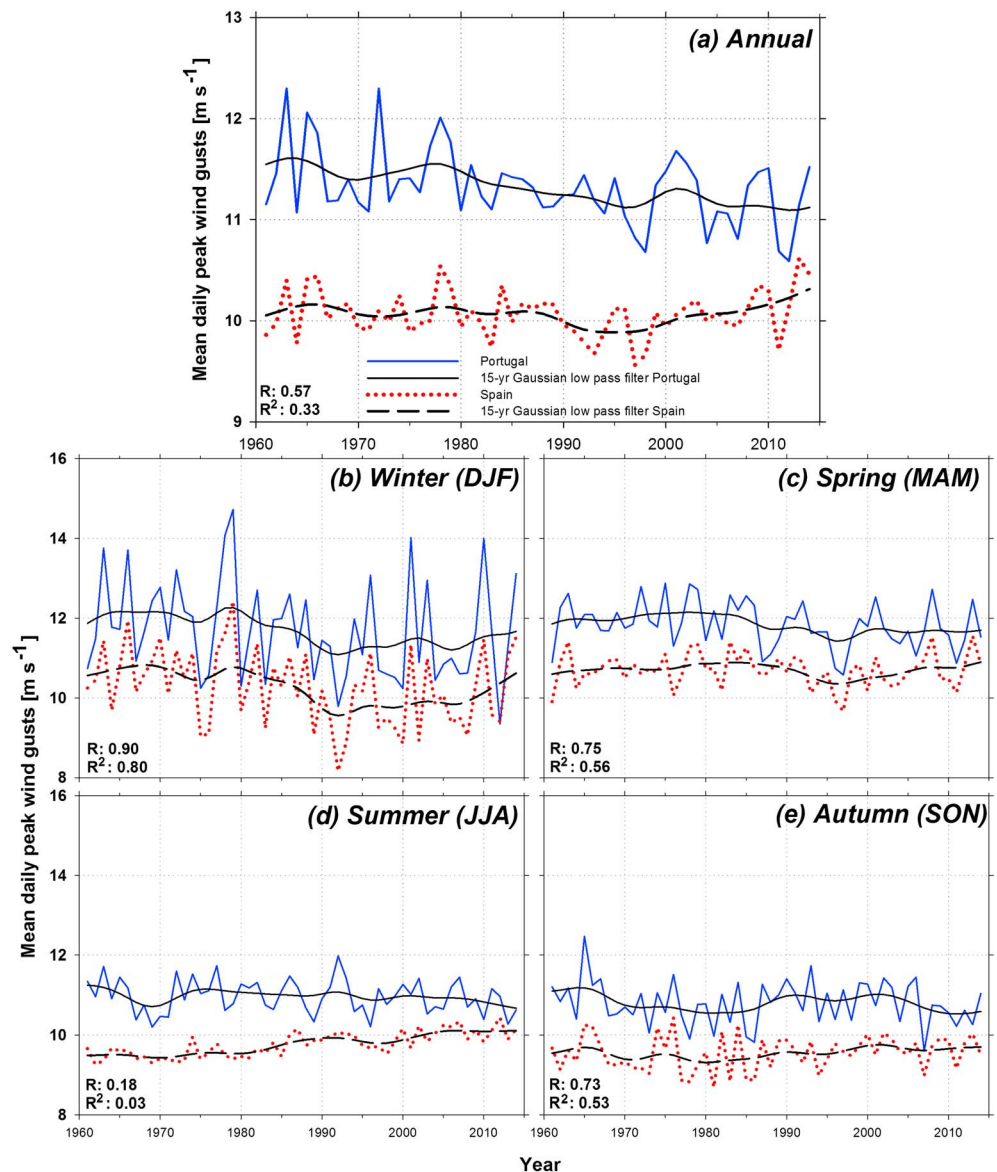 (a) Annual
Mean daily peak wind gusts [m s -1]
13
12
11
10
9
Portugal
15-yr Gaussian low pass filter Portugal
Spain
15-yr Gaussian low pass filter Spain
R: 0.57
R2: 0.33
1960 1970 1980 1990 2000 2010
(b) Winter (DJF)
16
14
12
10
8
R: 0.90
R2: 0.80
(c) Spring (MAM)
R: 0.75
R2: 0.56
Mean daily peak wind gusts [m s -1]
(d) Summer (JJA)
16
14
12
10
8
R: 0.18
R2: 0.03
1960 1970 1980 1990 2000 2010
(e) Autumn (SON)
R: 0.73
R2: 0.53
1960 1970 1980 1990 2000 2010
Year